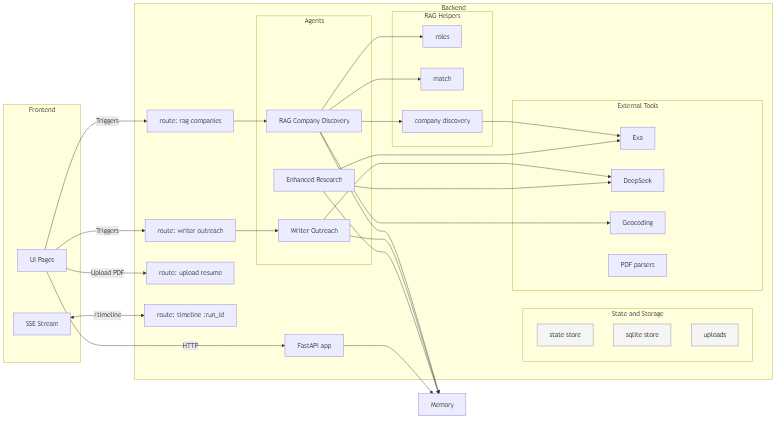 Backend
RAG Helpers
Agents
roles
match
External Tools
Frontend
Triggers
route: rag companies
RAG Company Discovery
company discovery
Exa
Enhanced Research
DeepSeek
Triggers
route: writer outreach
Writer Outreach
Geocoding
UI Pages
Upload PDF
route: upload resume
PDF parsers
SSE Stream
/timeline
route: timeline :run_id
State and Storage
state store
sqlite store
uploads
HTTP
FastAPI app
Memory